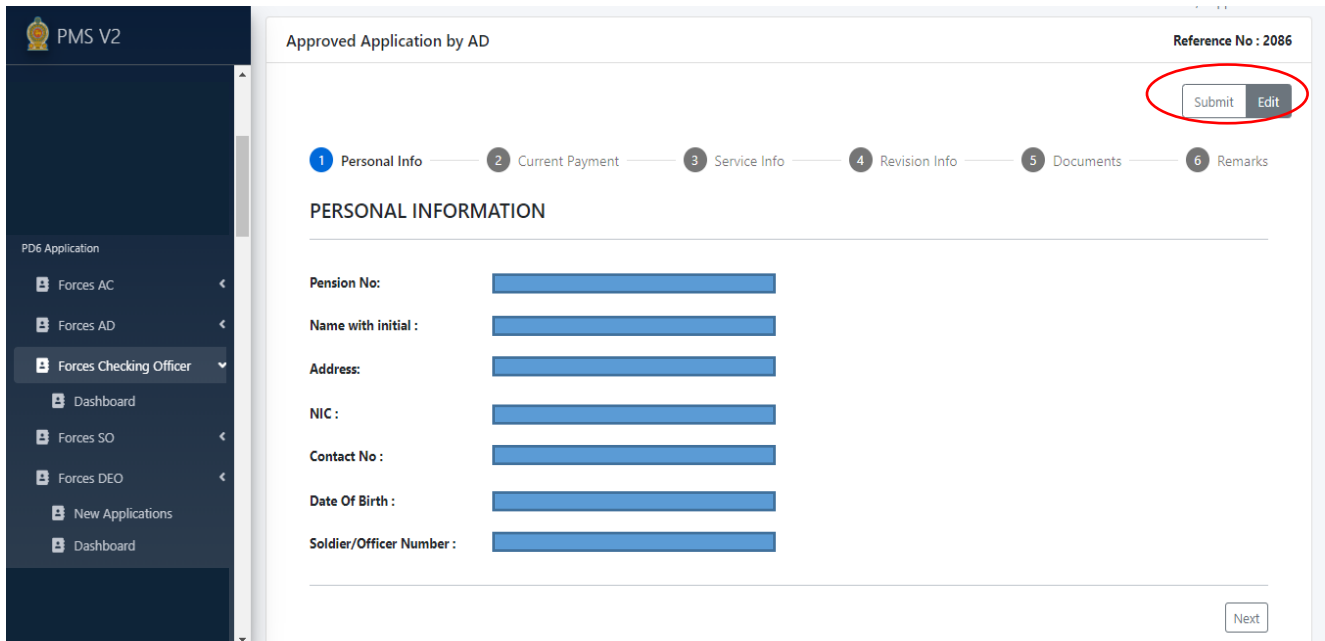 PMS V2
PD6 Application
Forces AC
Forces AD
Forces Checking Officer
Dashboard
Forces SO
Forces DEO
New Applications
Dashboard
Approved Application by AD
Reference No : 2086
Submit Edit
1 Personal Info 2 Current Payment 3 Service Info 4 Revision Info 5 Documents 6 Remarks
PERSONAL INFORMATION
Pension No:
Name with initial :
Address:
NIC :
Contact No :
Date Of Birth :
Soldier/Officer Number :
Next